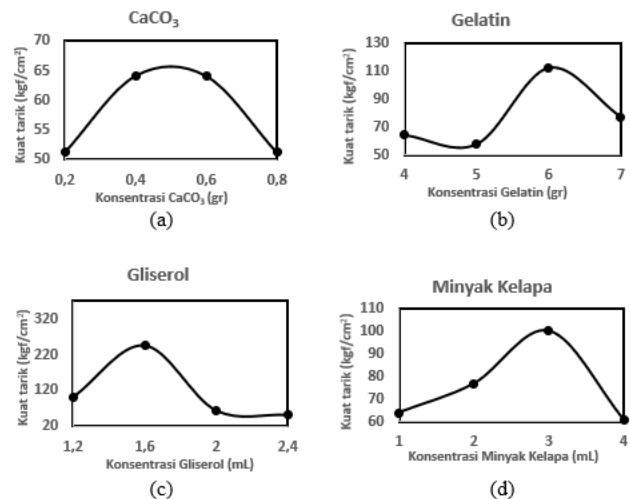 CaCO₃
Kuat tarik (kgf/cm²)
70
65
60
55
50
0,2 0,4 0,6 0,8
Konsentrasi CaCO₃ (gr)
(a)
Gelatin
Kuat tarik (kgf/cm²)
130
110
90
70
50
4 5 6 7
Konsentrasi Gelatin (gr)
(b)
Gliserol
Kuat tarik (kgf/cm²)
320
220
120
20
1,2 1,6 2 2,4
Konsentrasi Gliserol (mL)
(c)
Minyak Kelapa
Kuat tarik (kgf/cm²)
110
100
90
80
70
60
1 2 3 4
Konsentrasi Minyak Kelapa (mL)
(d)